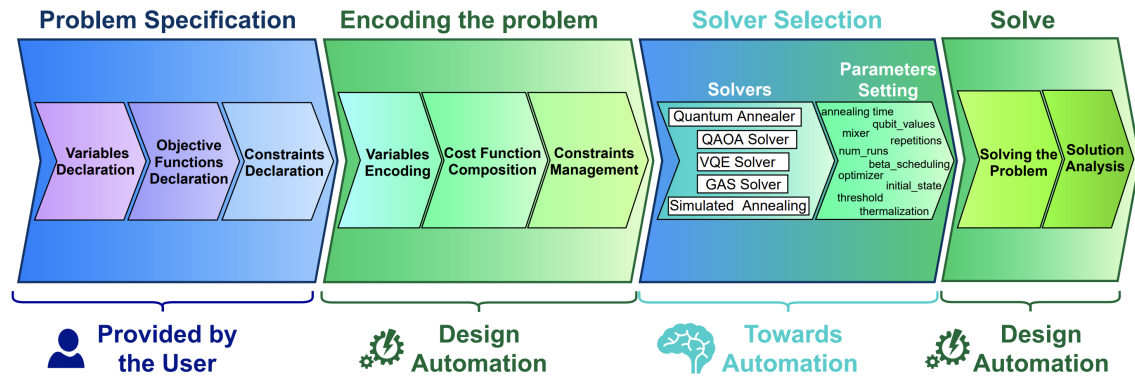 Problem Specification
Encoding the problem
Solver Selection
Solve
Variables
Declaration
Objective
Functions
Declaration
Constraints
Declaration
Variables
Encoding
Cost Function
Composition
Constraints
Management
Solvers
Quantum Annealer
QAOA Solver
VQE Solver
GAS Solver
Simulated Annealing
Parameters
Setting
annealing time
qubit_values
mixer
repetitions
num_runs
beta_scheduling
optimizer
initial_state
threshold
thermalization
Solving the
Problem
Solution
Analysis
Provided by
the User
Design
Automation
Towards
Automation
Design
Automation